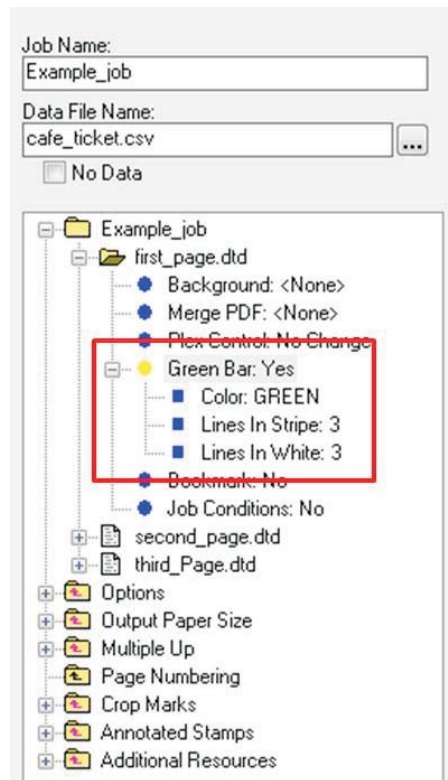 Job Name:
Example_job
Data File Name:
cafe_ticket.csv
...
No Data
Example_job
first_page.dtd
Background: <None>
Merge PDF: <None>
Plex Control: No Change
Green Bar: Yes
Color: GREEN
Lines In Stripe: 3
Lines In White: 3
Bookmark: No
Job Conditions: No
second_page.dtd
third_Page.dtd
Options
Output Paper Size
Multiple Up
Page Numbering
Crop Marks
Annotated Stamps
Additional Resources